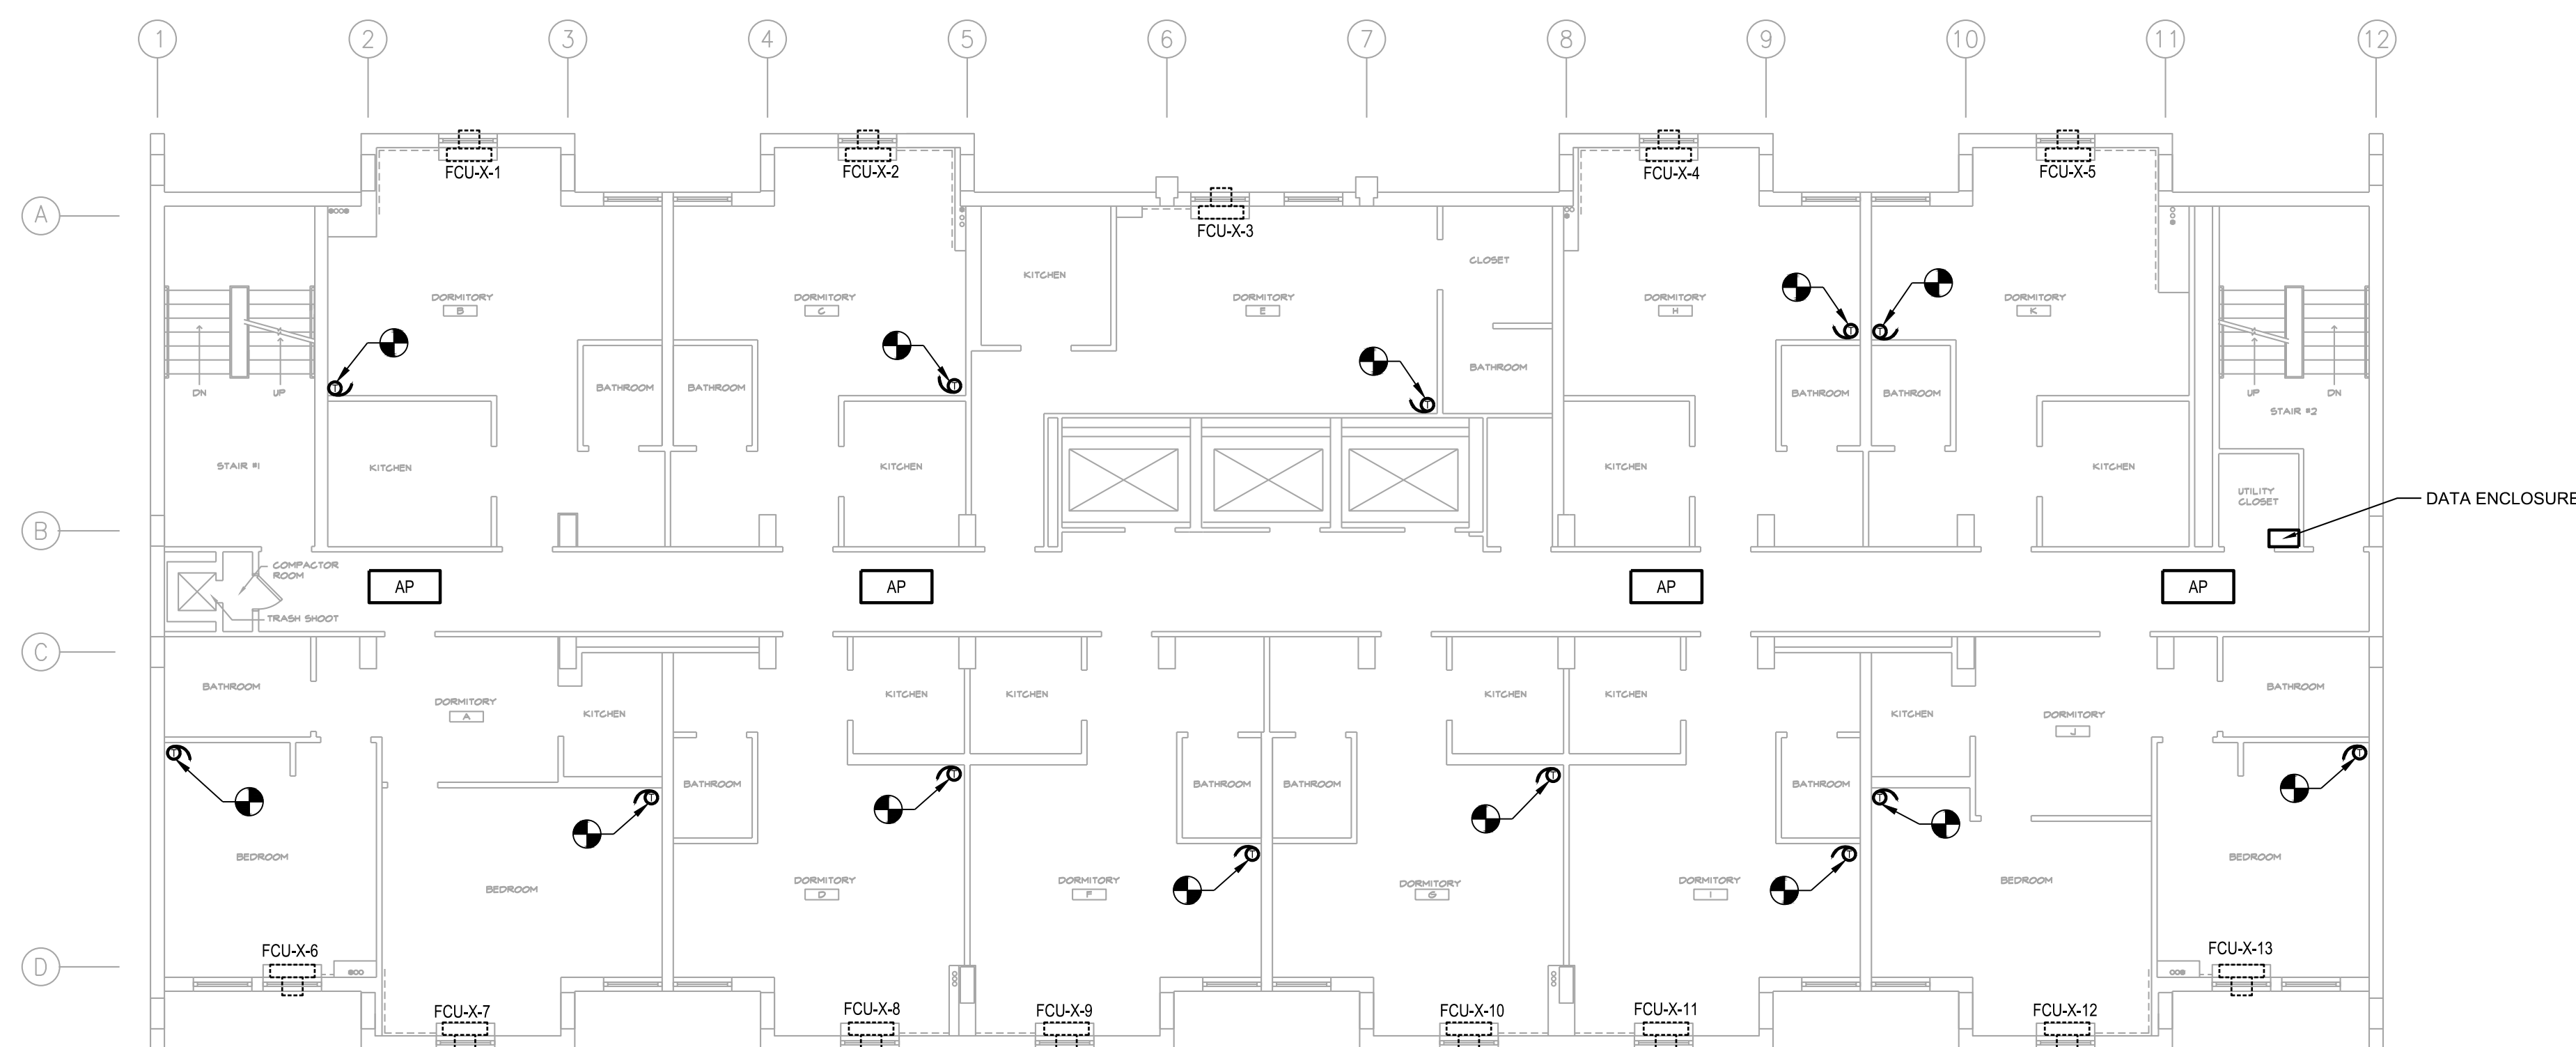 1 2 3 4 5 6 7 8 9 10 11 12
FCU-X-1 FCU-X-2 FCU-X-4 FCU-X-5
A
FCU-X-3
KITCHEN
CLOSET
DORMITORY DORMITORY DORMITORY DORMITORY DORMITORY
B C E H K
T T
T T T
BATHROOM
BATHROOM BATHROOM
DN UP
BATHROOM BATHROOM
UP DN
STAIR #2
STAIR #1
KITCHEN KITCHEN KITCHEN KITCHEN
UTILITY
CLOSET
DATA ENCLOSURE
B
COMPACTOR
ROOM
AP AP AP AP
TRASH SHOOT
C
BATHROOM
KITCHEN KITCHEN KITCHEN KITCHEN
BATHROOM
DORMITORY
A
KITCHEN
KITCHEN
DORMITORY
J
T T
T T
T T
BATHROOM BATHROOM BATHROOM BATHROOM
T T
BEDROOM
BEDROOM
BEDROOM
DORMITORY DORMITORY DORMITORY DORMITORY
D F G I
BEDROOM
FCU-X-6 FCU-X-13
D
FCU-X-7 FCU-X-8 FCU-X-9 FCU-X-10 FCU-X-11 FCU-X-12